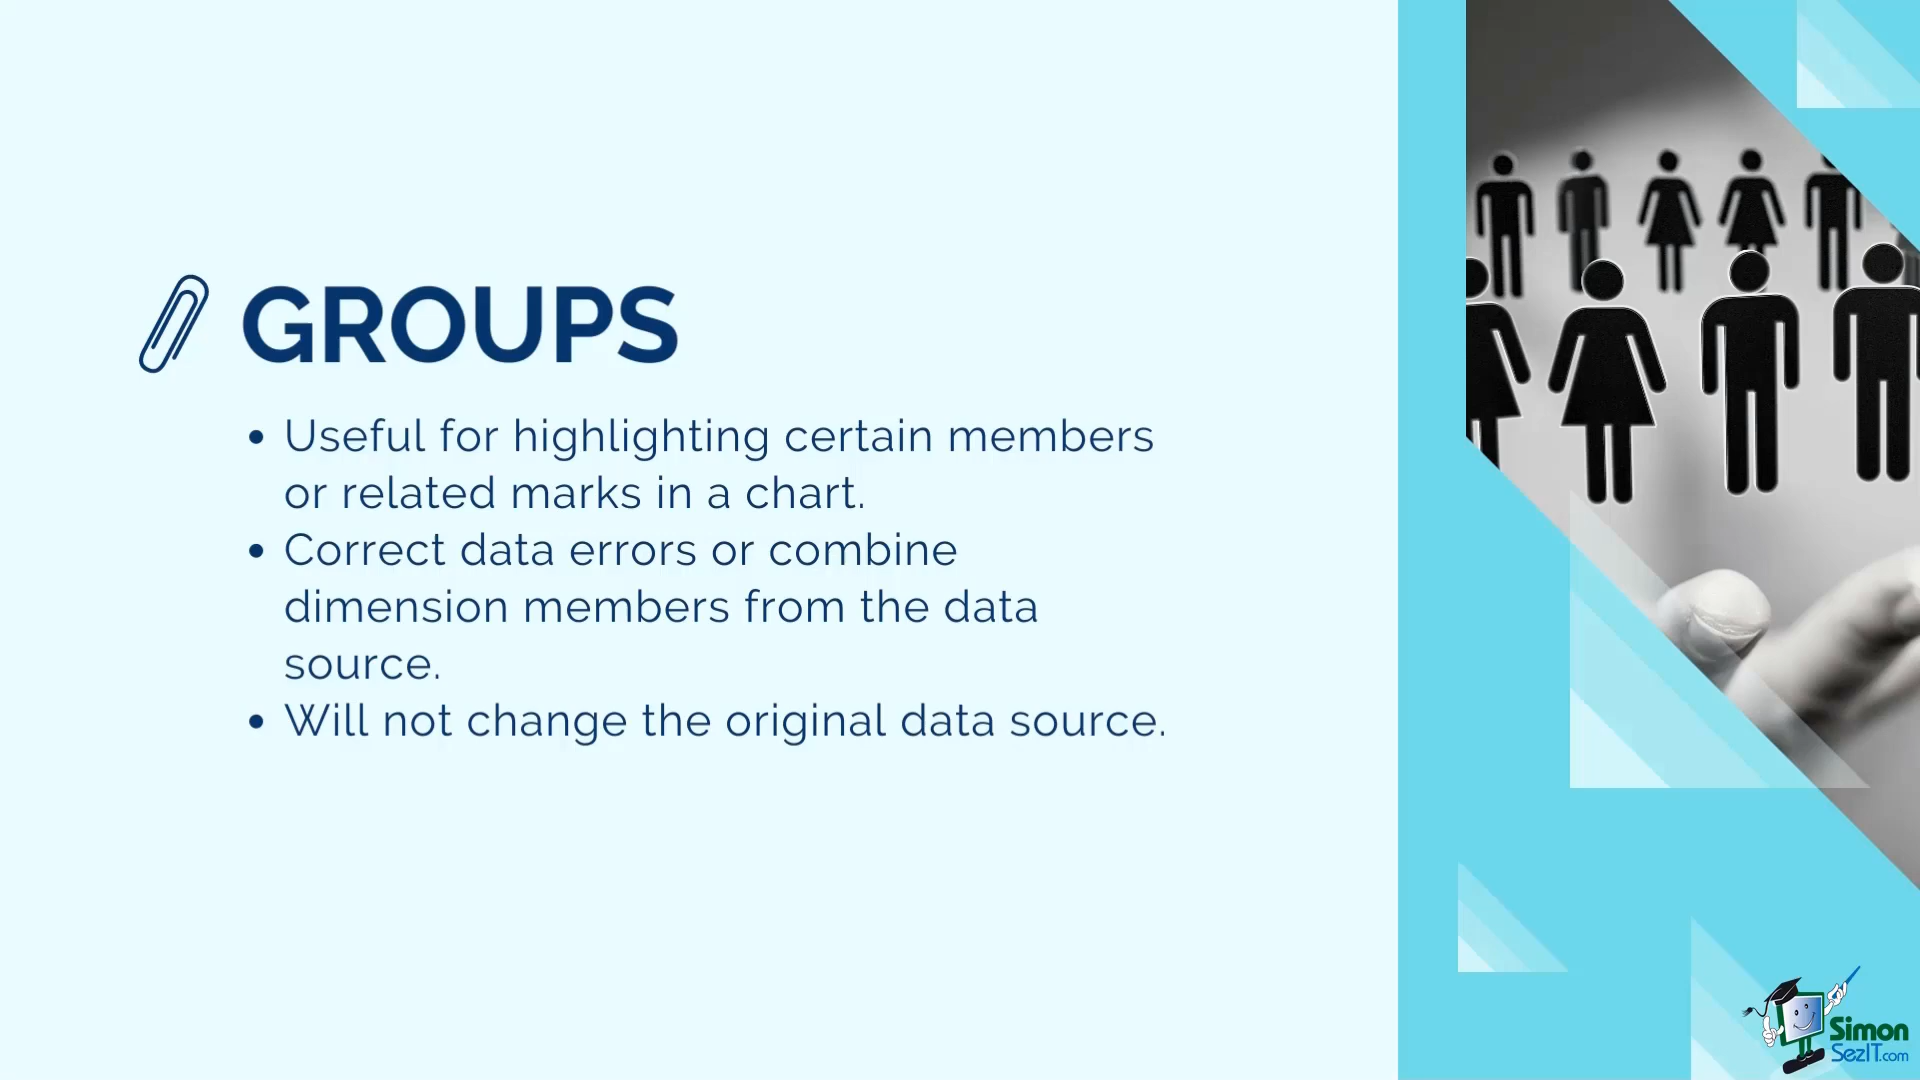 GROUPS
• Useful for highlighting certain members
or related marks in a chart.
• Correct data errors or combine
dimension members from the data
source.
• Will not change the original data source.
Simon
SezIT.com